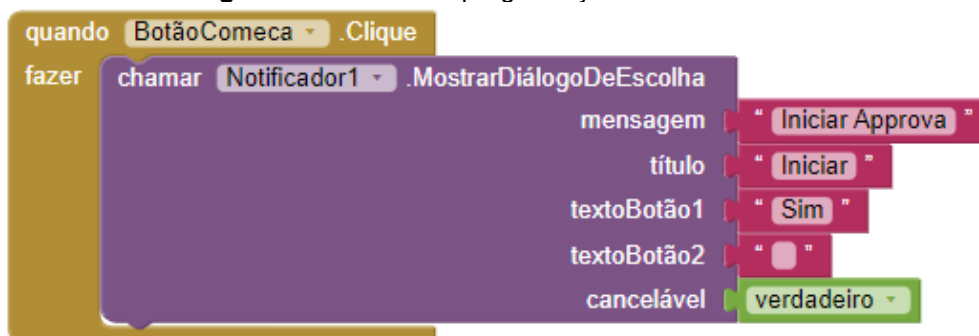 quando BotãoComeca .Clique
fazer chamar Notificador1 .MostrarDiálogoDeEscolha
mensagem " Iniciar Approva "
título " Iniciar "
textoBotão1 " Sim "
textoBotão2 " "
cancelável verdadeiro